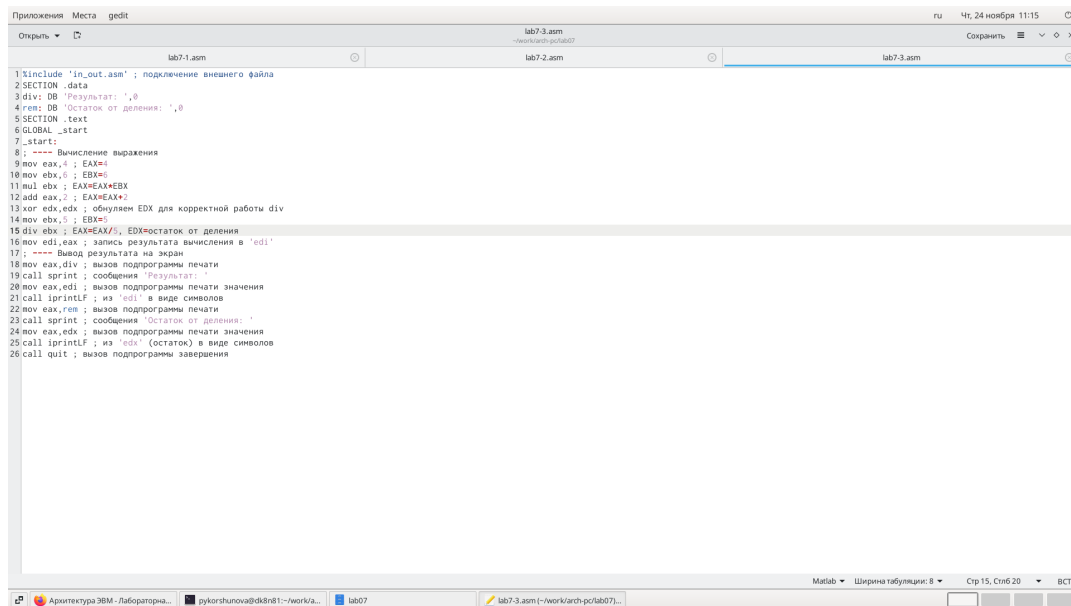 Приложения Места gedit ru Чт, 24 ноября 11:15
Открыть lab7-3.asm Сохранить
~/work/arch-pc/lab07
lab7-1.asm lab7-2.asm lab7-3.asm
1 %include 'in_out.asm' ; подключение внешнего файла
2 SECTION .data
3 div: DB 'Результат: ',0
4 rem: DB 'Остаток от деления: ',0
5 SECTION .text
6 GLOBAL _start
7 _start:
8 ; ---- Вычисление выражения
9 mov eax,4 ; EAX=4
10 mov ebx,6 ; EBX=6
11 mul ebx ; EAX=EAX*EBX
12 add eax,2 ; EAX=EAX+2
13 xor edx,edx ; обнуляем EDX для корректной работы div
14 mov ebx,5 ; EBX=5
15 div ebx ; EAX=EAX/5, EDX=остаток от деления
16 mov edi,eax ; запись результата вычисления в 'edi'
17 ; ---- Вывод результата на экран
18 mov eax,div ; вызов подпрограммы печати
19 call sprint ; сообщения 'Результат: '
20 mov eax,edi ; вызов подпрограммы печати значения
21 call iprintLF ; из 'edi' в виде символов
22 mov eax,rem ; вызов подпрограммы печати
23 call sprint ; сообщения 'Остаток от деления: '
24 mov eax,edx ; вызов подпрограммы печати значения
25 call iprintLF ; из 'edx' (остаток) в виде символов
26 call quit ; вызов подпрограммы завершения
Matlab Ширина табуляции: 8 Стр 15, Стлб 20 ВСТ
Архитектура ЭВМ - Лабораторна... pykorshunova@dk8n81:~/work/a... lab07 lab7-3.asm (~/work/arch-pc/lab07)...